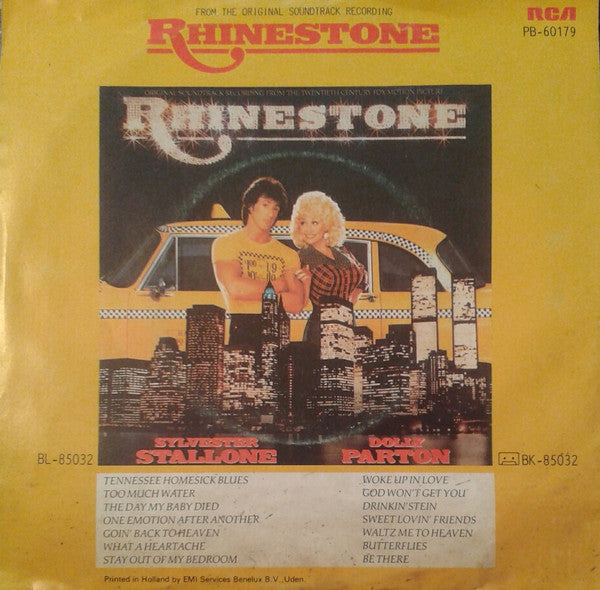 FROM THE ORIGINAL SOUNDTRACK RECORDING
RCA
RHINESTONE
PB-60179
ORIGINAL SOUNDTRACK RECORDING FROM THE TWENTIETH CENTURY FOX MOTION PICTURE
RHINESTONE
SYLVESTER
STALLONE
DOLLY
PARTON
BL-85032
BK-85032
TENNESSEE HOMESICK BLUES
TOO MUCH WATER
THE DAY MY BABY DIED
ONE EMOTION AFTER ANOTHER
GOIN' BACK TO HEAVEN
WHAT A HEARTACHE
STAY OUT OF MY BEDROOM
WOKE UP IN LOVE
GOD WON'T GET YOU
DRINKIN'STEIN
SWEET LOVIN' FRIENDS
WALTZ ME TO HEAVEN
BUTTERFLIES
BE THERE
Printed in Holland by EMI Services Benelux B.V.,Uden.